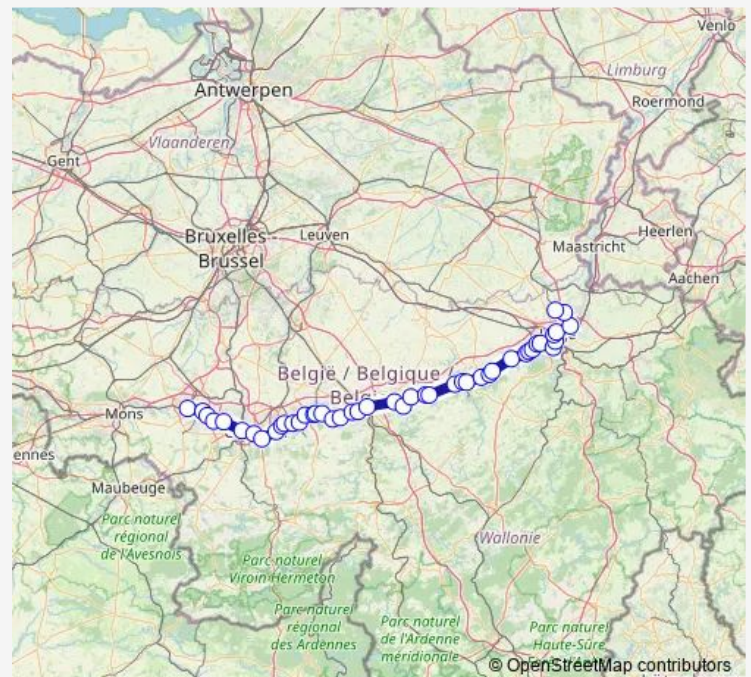 Venlo
Limburg
Antwerpen
Roermond
Vlaanderen
Gent
Bruxelles -
Brussel
Leuven
Maastricht
Heerlen
Aachen
België / Belgique /
Mons
Maubeuge
Parc naturel
régional
de l'Avesnois
Wallonie
Parc naturel
Viroin Hermeton
Parc naturel
régional
des Ardennes
Parc naturel
de l'Ardenne
méridionale
Parc naturel
Haute-Sûre
© OpenStreetMap contributors